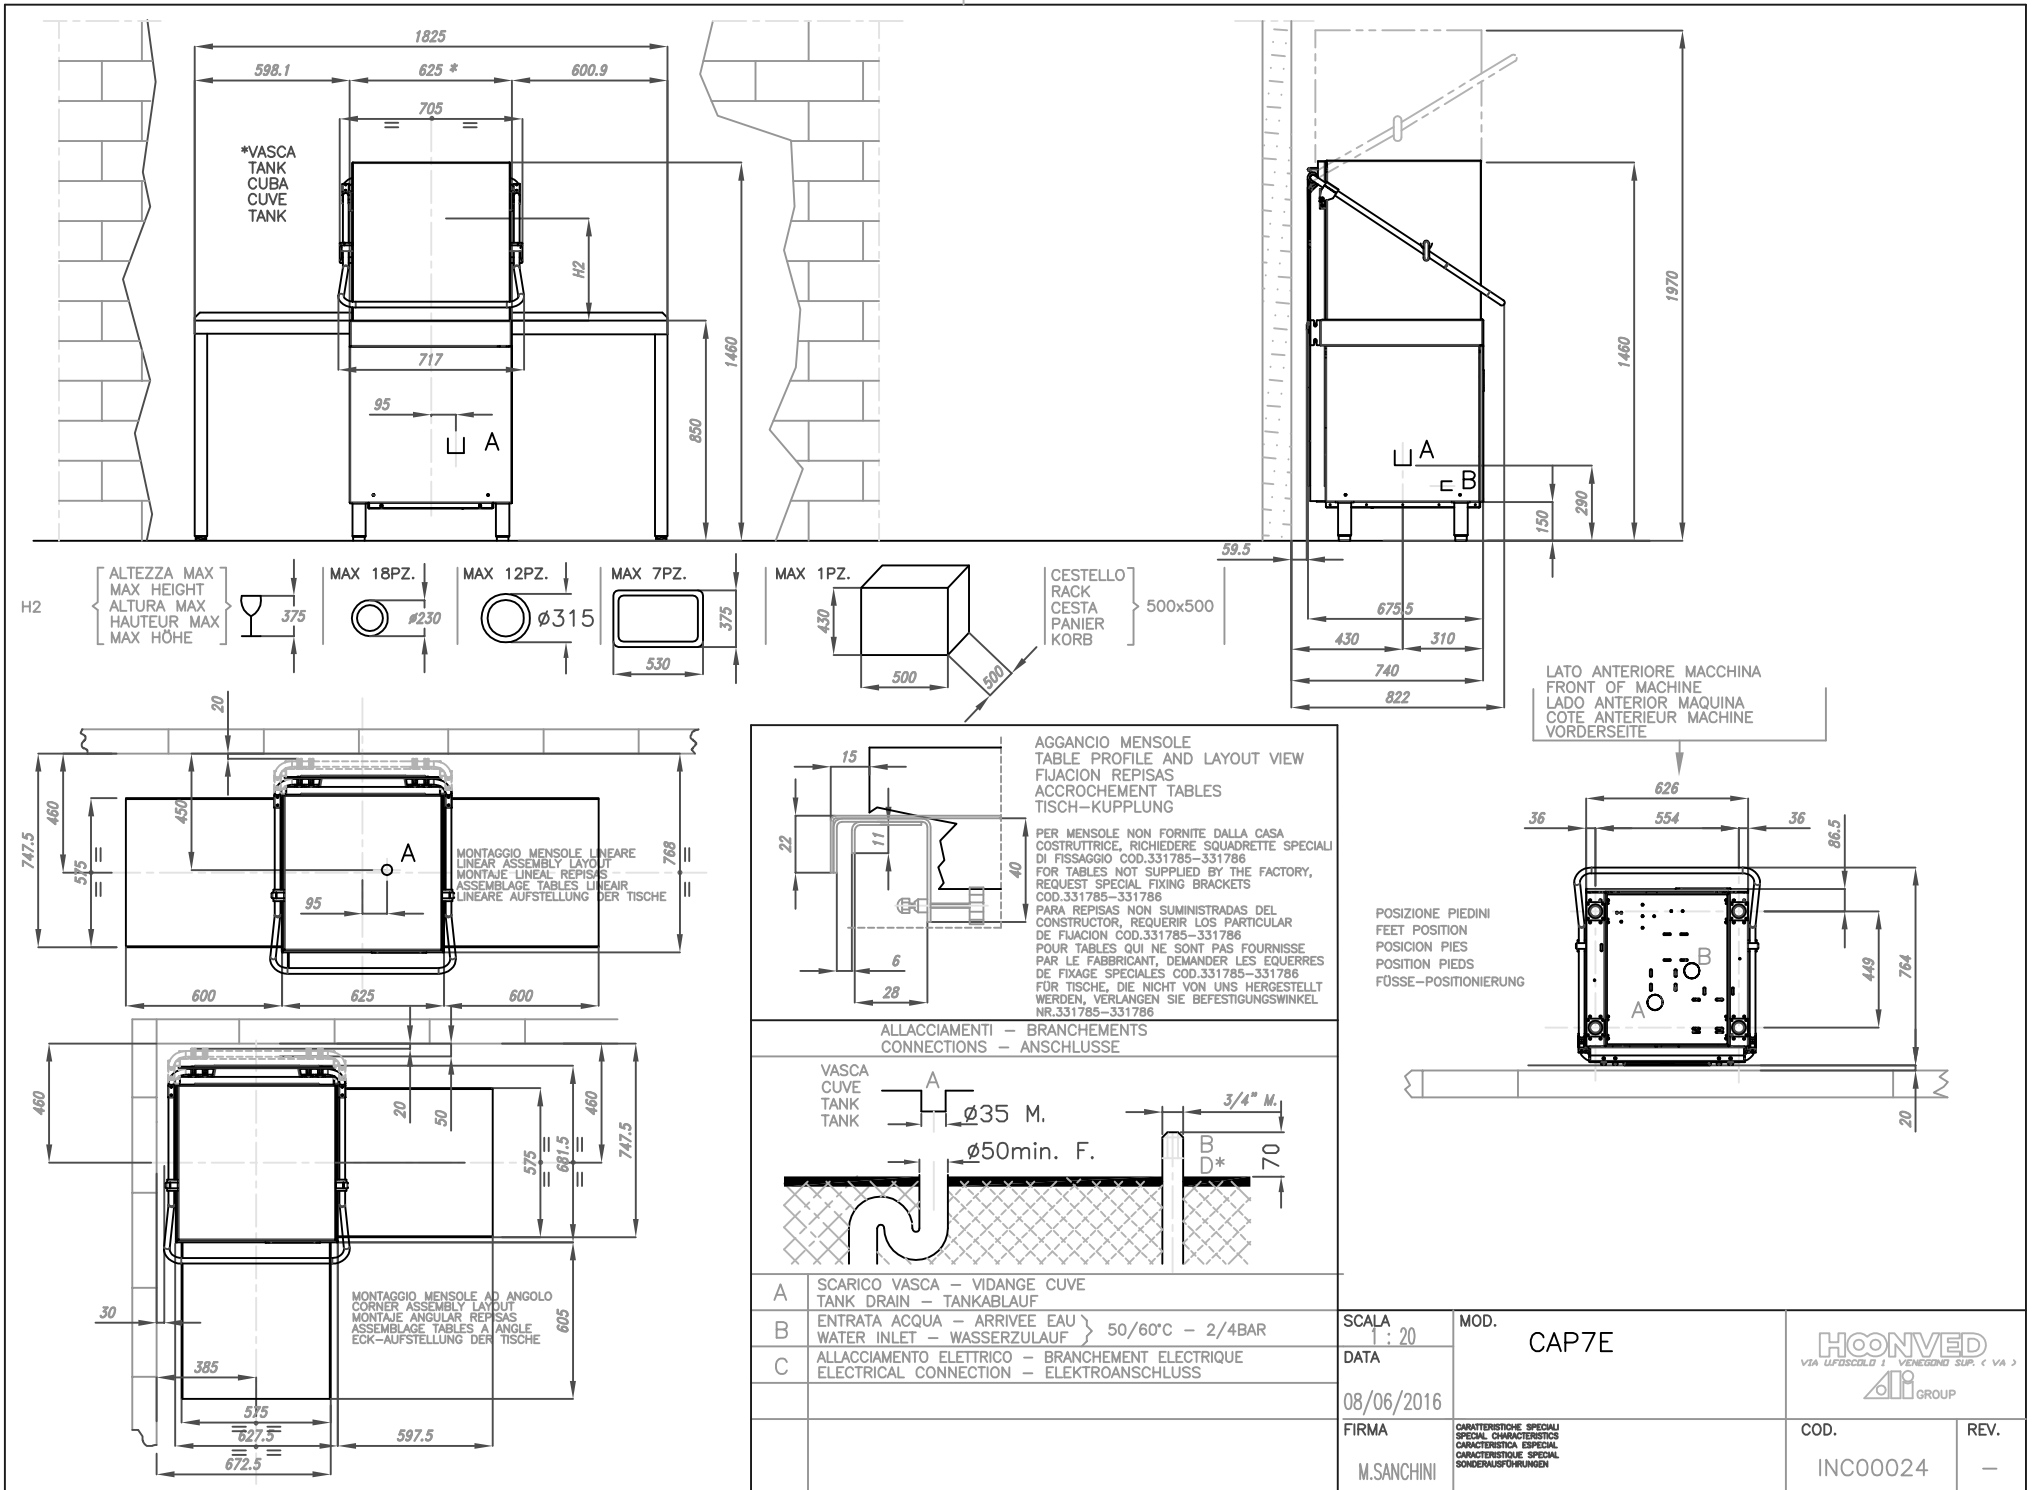 1825
598.1
625 *
600.9
705
*VASCA
TANK
CUBA
CUVE
TANK
H2
717
95
A
850
1460
A
B
150
290
1460
1970
59.5
675.5
430
310
740
822
H2
ALTEZZA MAX
MAX HEIGHT
ALTURA MAX
HAUTEUR MAX
MAX HÖHE
375
MAX 18PZ.
ø230
MAX 12PZ.
ø315
MAX 7PZ.
375
530
MAX 1PZ.
430
500
500
CESTELLO
RACK
CESTA
PANIER
KORB
500x500
LATO ANTERIORE MACCHINA
FRONT OF MACHINE
LADO ANTERIOR MAQUINA
COTE ANTERIEUR MACHINE
VORDERSEITE
20
747.5
460
575
450
A
95
768
MONTAGGIO MENSOLE LINEARE
LINEAR ASSEMBLY LAYOUT
MONTAJE LINEAL REPISAS
ASSEMBLAGE TABLES LINEAIR
LINEARE AUFSTELLUNG DER TISCHE
600
625
600
15
22
11
40
6
28
AGGANCIO MENSOLE
TABLE PROFILE AND LAYOUT VIEW
FIJACION REPISAS
ACCROCHEMENT TABLES
TISCH-KUPPLUNG
PER MENSOLE NON FORNITE DALLA CASA
COSTRUTTRICE, RICHIEDERE SQUADRETTE SPECIALI
DI FISSAGGIO COD.331785-331786
FOR TABLES NOT SUPPLIED BY THE FACTORY,
REQUEST SPECIAL FIXING BRACKETS
COD.331785-331786
PARA REPISAS NON SUMINISTRADAS DEL
CONSTRUCTOR, REQUERIR LOS PARTICULAR
DE FIJACION COD.331785-331786
POUR TABLES QUI NE SONT PAS FOURNISSE
PAR LE FABBRICANT, DEMANDER LES EQUERRES
DE FIXAGE SPECIALES COD.331785-331786
FÜR TISCHE, DIE NICHT VON UNS HERGESTELLT
WERDEN, VERLANGEN SIE BEFESTIGUNGSWINKEL
NR.331785-331786
626
36
554
36
86.5
449
764
20
A
B
POSIZIONE PIEDINI
FEET POSITION
POSICION PIES
POSITION PIEDS
FÜSSE-POSITIONIERUNG
460
20
50
575
681.5
460
747.5
605
30
385
575
627.5
672.5
597.5
MONTAGGIO MENSOLE AD ANGOLO
CORNER ASSEMBLY LAYOUT
MONTAJE ANGULAR REPISAS
ASSEMBLAGE TABLES A ANGLE
ECK-AUFSTELLUNG DER TISCHE
ALLACCIAMENTI - BRANCHEMENTS
CONNECTIONS - ANSCHLUSSE
VASCA
CUVE
TANK
TANK
A
ø35 M.
ø50min. F.
3/4" M.
B
D*
70
A
SCARICO VASCA - VIDANGE CUVE
TANK DRAIN - TANKABLAUF
B
ENTRATA ACQUA - ARRIVEE EAU
WATER INLET - WASSERZULAUF
50/60°C - 2/4BAR
C
ALLACCIAMENTO ELETTRICO - BRANCHEMENT ELECTRIQUE
ELECTRICAL CONNECTION - ELEKTROANSCHLUSS
SCALA
1 : 20
MOD.
CAP7E
DATA
08/06/2016
FIRMA
M.SANCHINI
CARATTERISTICHE SPECIALI
SPECIAL CHARACTERISTICS
CARACTERISTICA ESPECIAL
CARACTERISTIQUE SPECIAL
SONDERAUSFÜHRUNGEN
HOONVED
VIA U.FOSCOLO 1 VENEGONO SUP. ( VA )
Ali GROUP
COD.
INC00024
REV.
-